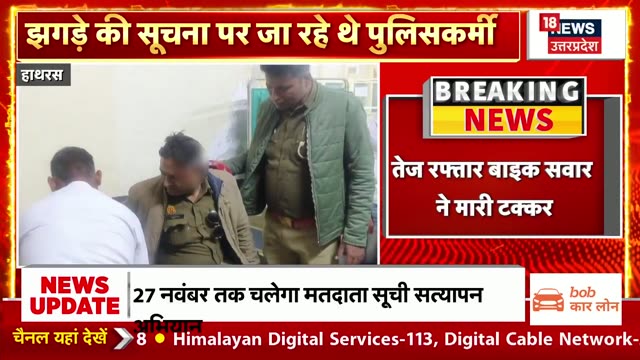 झगड़े की सूचना पर जा रहे थे पुलिसकर्मी
18
NEWS
उत्तरप्रदेश
हाथरस
BREAKING
NEWS
तेज रफ्तार बाइक सवार
ने मारी टक्कर
NEWS
UPDATE
27 नवंबर तक चलेगा मतदाता सूची सत्यापन
अभियान
bob
कार लोन
चैनल यहां देखें
8 • Himalayan Digital Services-113, Digital Cable Network-